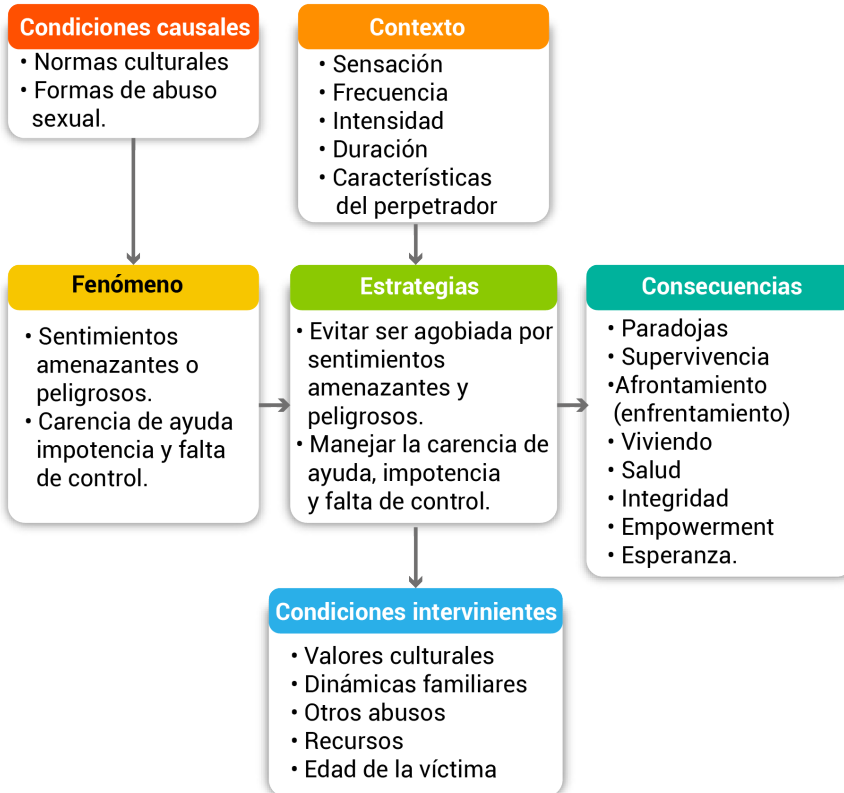 Condiciones causales
• Normas culturales
• Formas de abuso
sexual.
Contexto
• Sensación
• Frecuencia
• Intensidad
• Duración
• Características
del perpetrador
Fenómeno
• Sentimientos
amenazantes o
peligrosos.
• Carencia de ayuda
impotencia y falta
de control.
Estrategias
• Evitar ser agobiada por
sentimientos
amenazantes y
peligrosos.
• Manejar la carencia de
ayuda, impotencia
y falta de control.
Consecuencias
• Paradojas
• Supervivencia
•Afrontamiento
(enfrentamiento)
• Viviendo
• Salud
• Integridad
• Empowerment
• Esperanza.
Condiciones intervinientes
• Valores culturales
• Dinámicas familiares
• Otros abusos
• Recursos
• Edad de la víctima